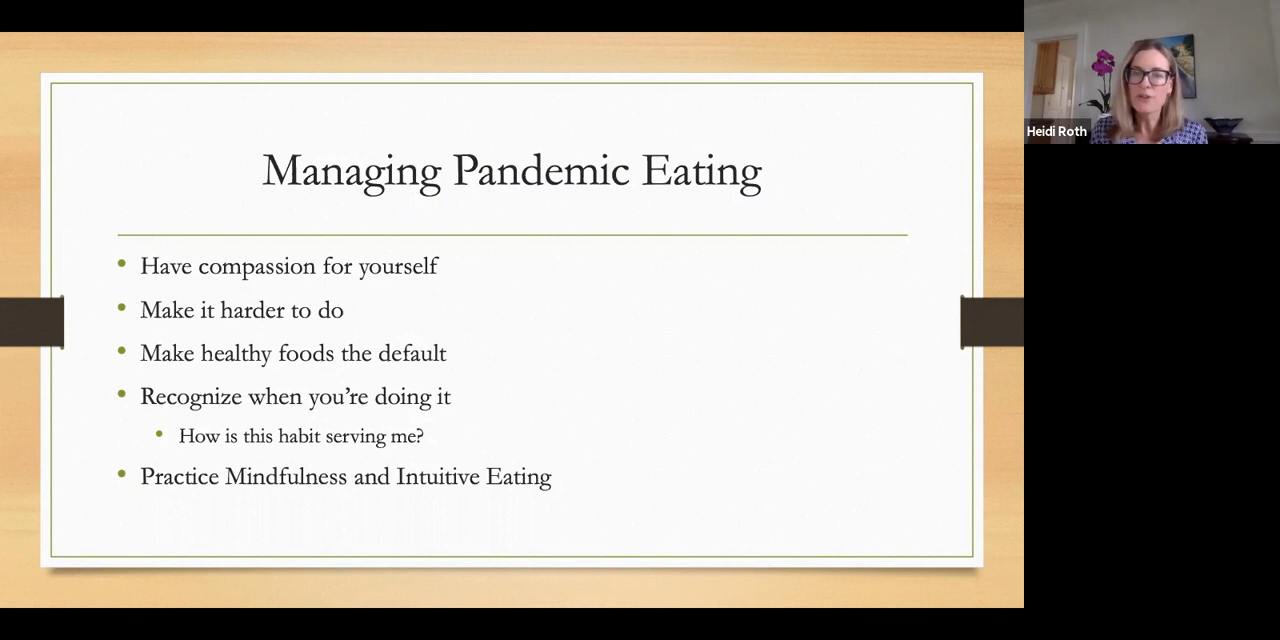 Managing Pandemic Eating
Have compassion for yourself
Make it harder to do
Make healthy foods the default
Recognize when you’re doing it
How is this habit serving me?
Practice Mindfulness and Intuitive Eating
Heidi Roth